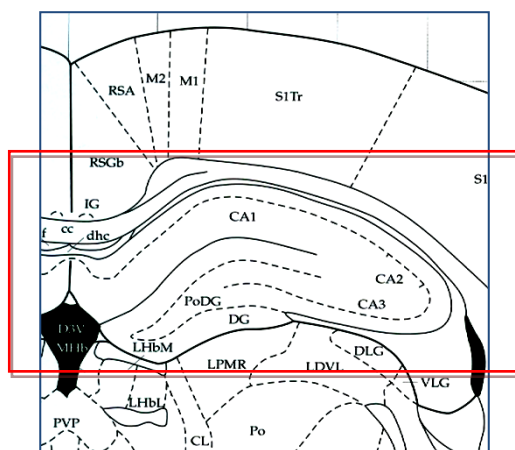 RSA
M2
M1
S1Tr
RSGb
S1
IG
f
cc
dhc
CA1
CA2
CA3
PoDG
DG
D3V
MHb
LHbM
LPMR
LDVL
DLG
VLG
LHbL
PVP
CL
Po